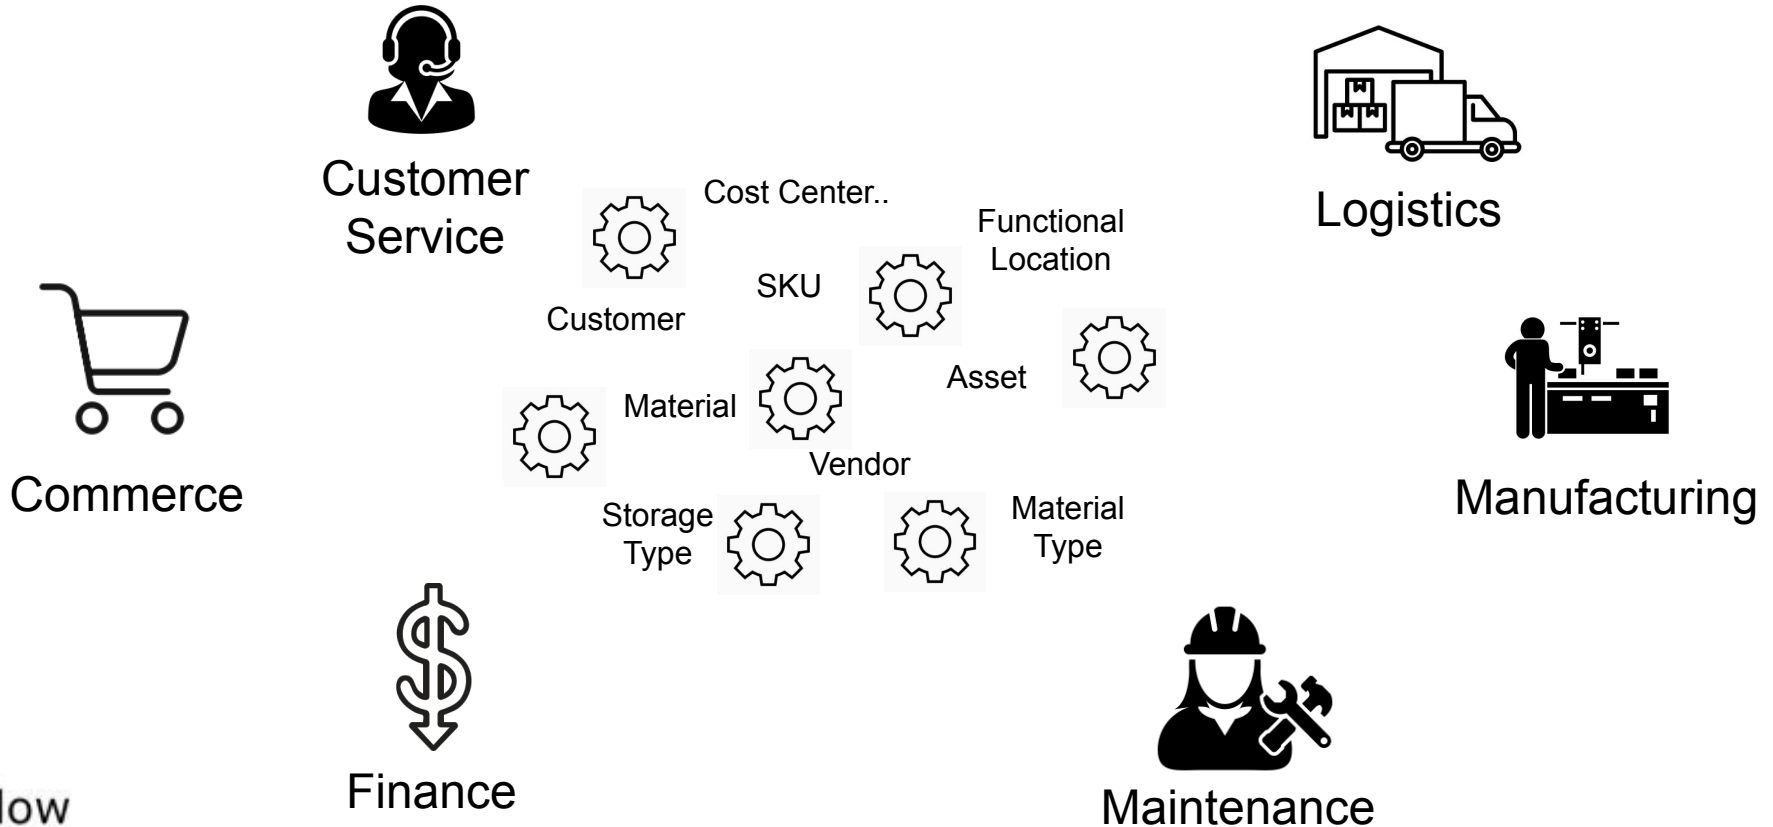 Customer
Service
Cost Center..
Functional
Location
Logistics
SKU
Customer
Asset
Material
Vendor
Commerce
Storage
Type
Material
Type
Manufacturing
Finance
Maintenance